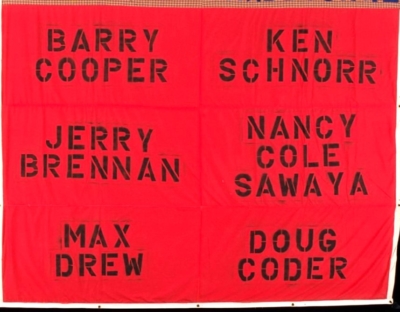 BARRY
COOPER
KEN
SCHNORR
JERRY
BRENNAN
NANCY
COLE
SAWAYA
MAX
DREW
DOUG
CODER